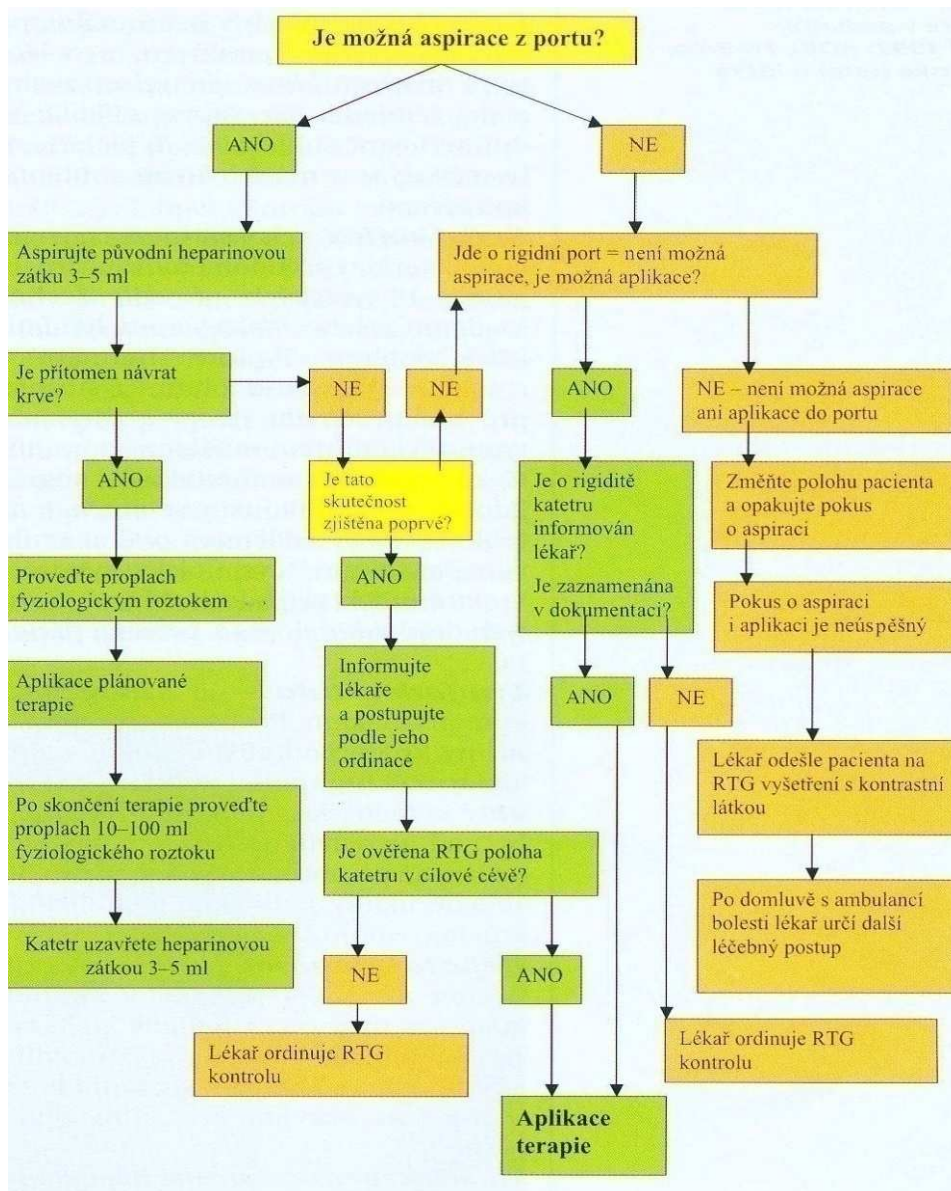 Je možná aspirace z portu?
ANO
NE
Aspirujte původní heparinovou
zátku 3–5 ml
Jde o rigidní port = není možná
aspirace, je možná aplikace?
Je přítomen návrat
krve?
NE
NE
ANO
NE – není možná aspirace
ani aplikace do portu
ANO
Je tato
skutečnost
zjištěna poprvé?
Je o rigiditě
katetru
informován
lékař?
Je zaznamenána
v dokumentaci?
Změňte polohu pacienta
a opakujte pokus
o aspiraci
Proveďte proplach
fyziologickým roztokem
ANO
Pokus o aspiraci
i aplikaci je neúspěšný
Aplikace plánované
terapie
Informujte
lékaře
a postupujte
podle jeho
ordinace
ANO
NE
Lékař odešle pacienta na
RTG vyšetření s kontrastní
látkou
Po skončení terapie proveďte
proplach 10–100 ml
fyziologického roztoku
Je ověřena RTG poloha
katetru v cílové cévě?
Po domluvě s ambulancí
bolesti lékař určí další
léčebný postup
Katetr uzavřete heparinovou
zátkou 3–5 ml
NE
ANO
Lékař ordinuje RTG
kontrolu
Lékař ordinuje RTG
kontrolu
Aplikace
terapie